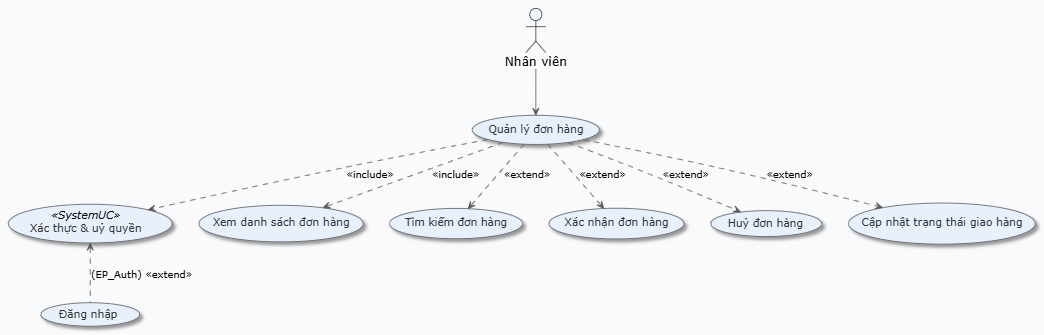 Nhân viên
Quản lý đơn hàng
«include»
«include»
«extend»
«extend»
«extend»
«extend»
«SystemUC»
Xác thực & uỷ quyền
Xem danh sách đơn hàng
Tìm kiếm đơn hàng
Xác nhận đơn hàng
Huỷ đơn hàng
Cập nhật trạng thái giao hàng
(EP_Auth) «extend»
Đăng nhập